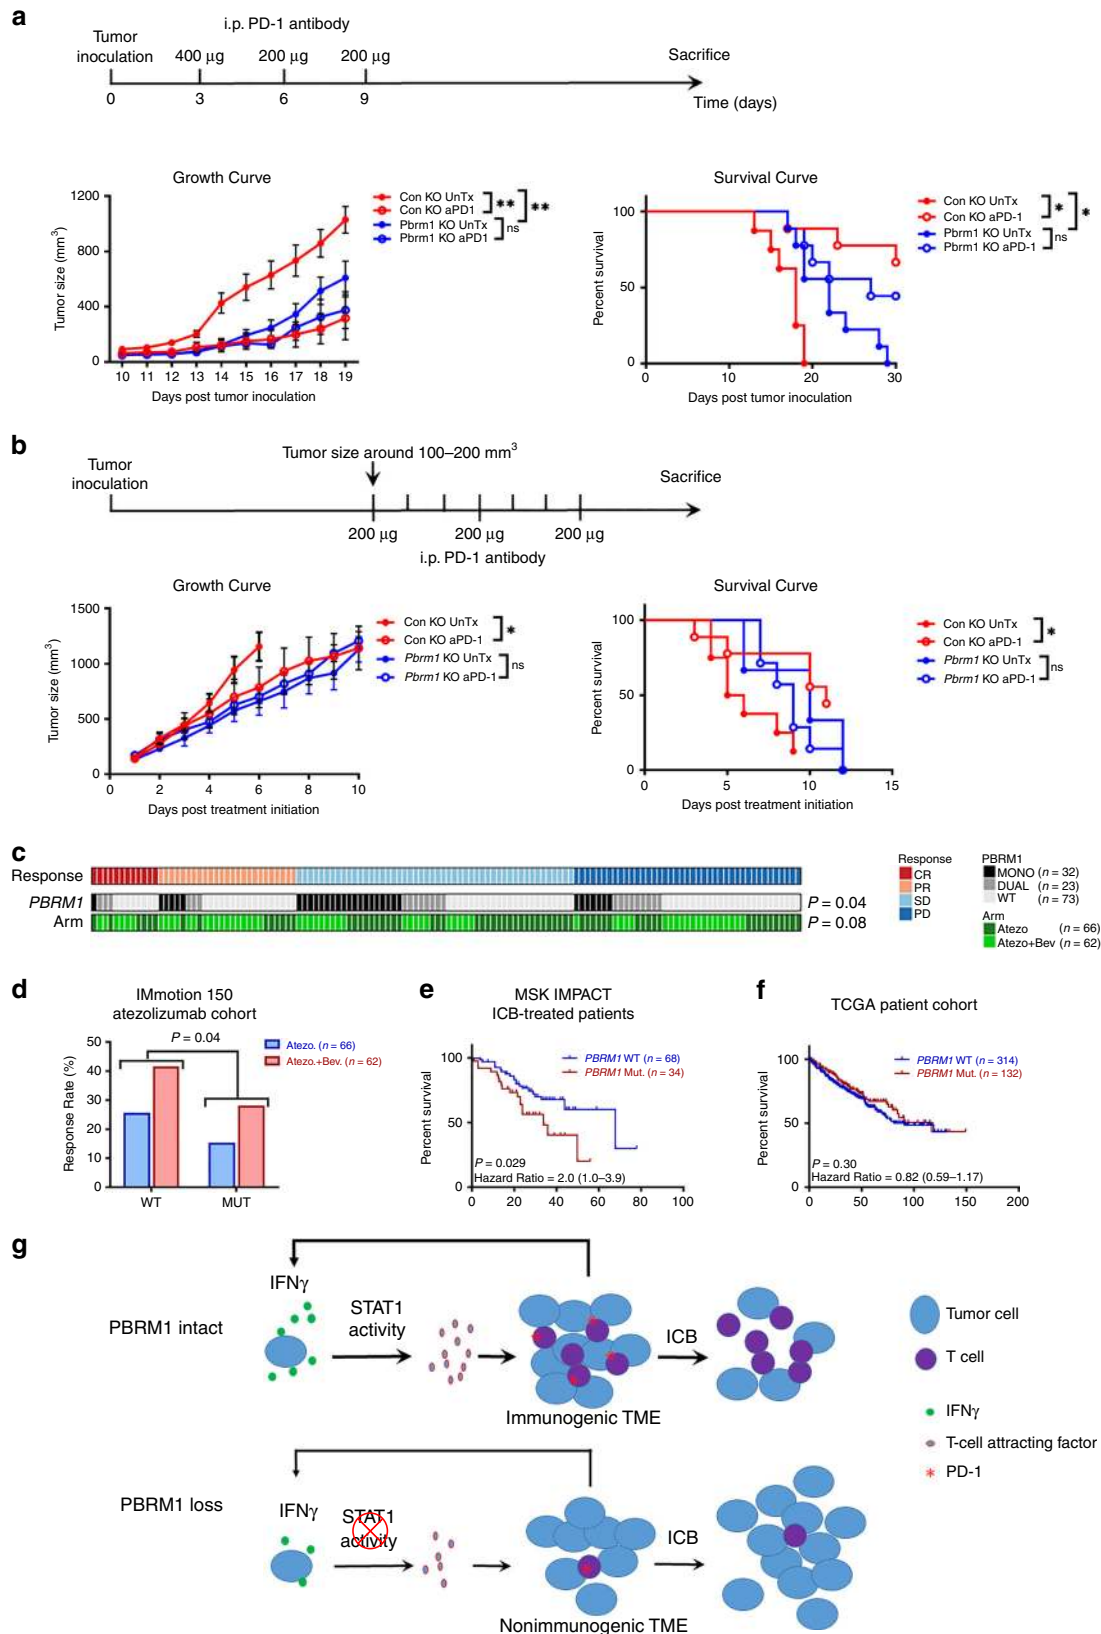 a
i.p. PD-1 antibody
Tumor
inoculation
400 µg
200 µg
200 µg
Sacrifice
0
3
6
9
Time (days)
Growth Curve
1200
800
400
0
Tumor size (mm³)
10 11 12 13 14 15 16 17 18 19
Days post tumor inoculation
Con KO UnTx
Con KO aPD1
Pbrm1 KO UnTx
Pbrm1 KO aPD1
**
ns
**
Survival Curve
100
50
0
Percent survival
0 10 20 30
Days post tumor inoculation
Con KO UnTx
Con KO aPD-1
Pbrm1 KO UnTx
Pbrm1 KO aPD-1
*
ns
*
b
Tumor size around 100–200 mm³
Tumor
inoculation
Sacrifice
200 µg
200 µg
200 µg
i.p. PD-1 antibody
Growth Curve
1500
1000
500
0
Tumor size (mm³)
0 2 4 6 8 10
Days post treatment initiation
Con KO UnTx
Con KO aPD-1
Pbrm1 KO UnTx
Pbrm1 KO aPD-1
*
ns
Survival Curve
100
50
0
Percent survival
0 5 10 15
Days post treatment initiation
Con KO UnTx
Con KO aPD-1
Pbrm1 KO UnTx
Pbrm1 KO aPD-1
*
ns
c
Response
PBRM1
P = 0.04
Arm
P = 0.08
Response
CR
PR
SD
PD
PBRM1
MONO (n = 32)
DUAL (n = 23)
WT (n = 73)
Arm
Atezo (n = 66)
Atezo+Bev (n = 62)
d
IMmotion 150
atezolizumab cohort
P = 0.04
50
40
30
20
10
0
Response Rate (%)
WT MUT
Atezo. (n = 66)
Atezo.+Bev. (n = 62)
e
MSK IMPACT
ICB-treated patients
100
50
0
Percent survival
PBRM1 WT (n = 68)
PBRM1 Mut. (n = 34)
P = 0.029
Hazard Ratio = 2.0 (1.0–3.9)
0 20 40 60 80 100
f
TCGA patient cohort
100
50
0
Percent survival
PBRM1 WT (n = 314)
PBRM1 Mut. (n = 132)
P = 0.30
Hazard Ratio = 0.82 (0.59–1.17)
0 50 100 150 200
g
PBRM1 intact
IFNγ
STAT1
activity
Immunogenic TME
ICB
Tumor cell
T cell
IFNγ
T-cell attracting factor
PD-1
PBRM1 loss
IFNγ
STAT1
activity
Nonimmunogenic TME
ICB